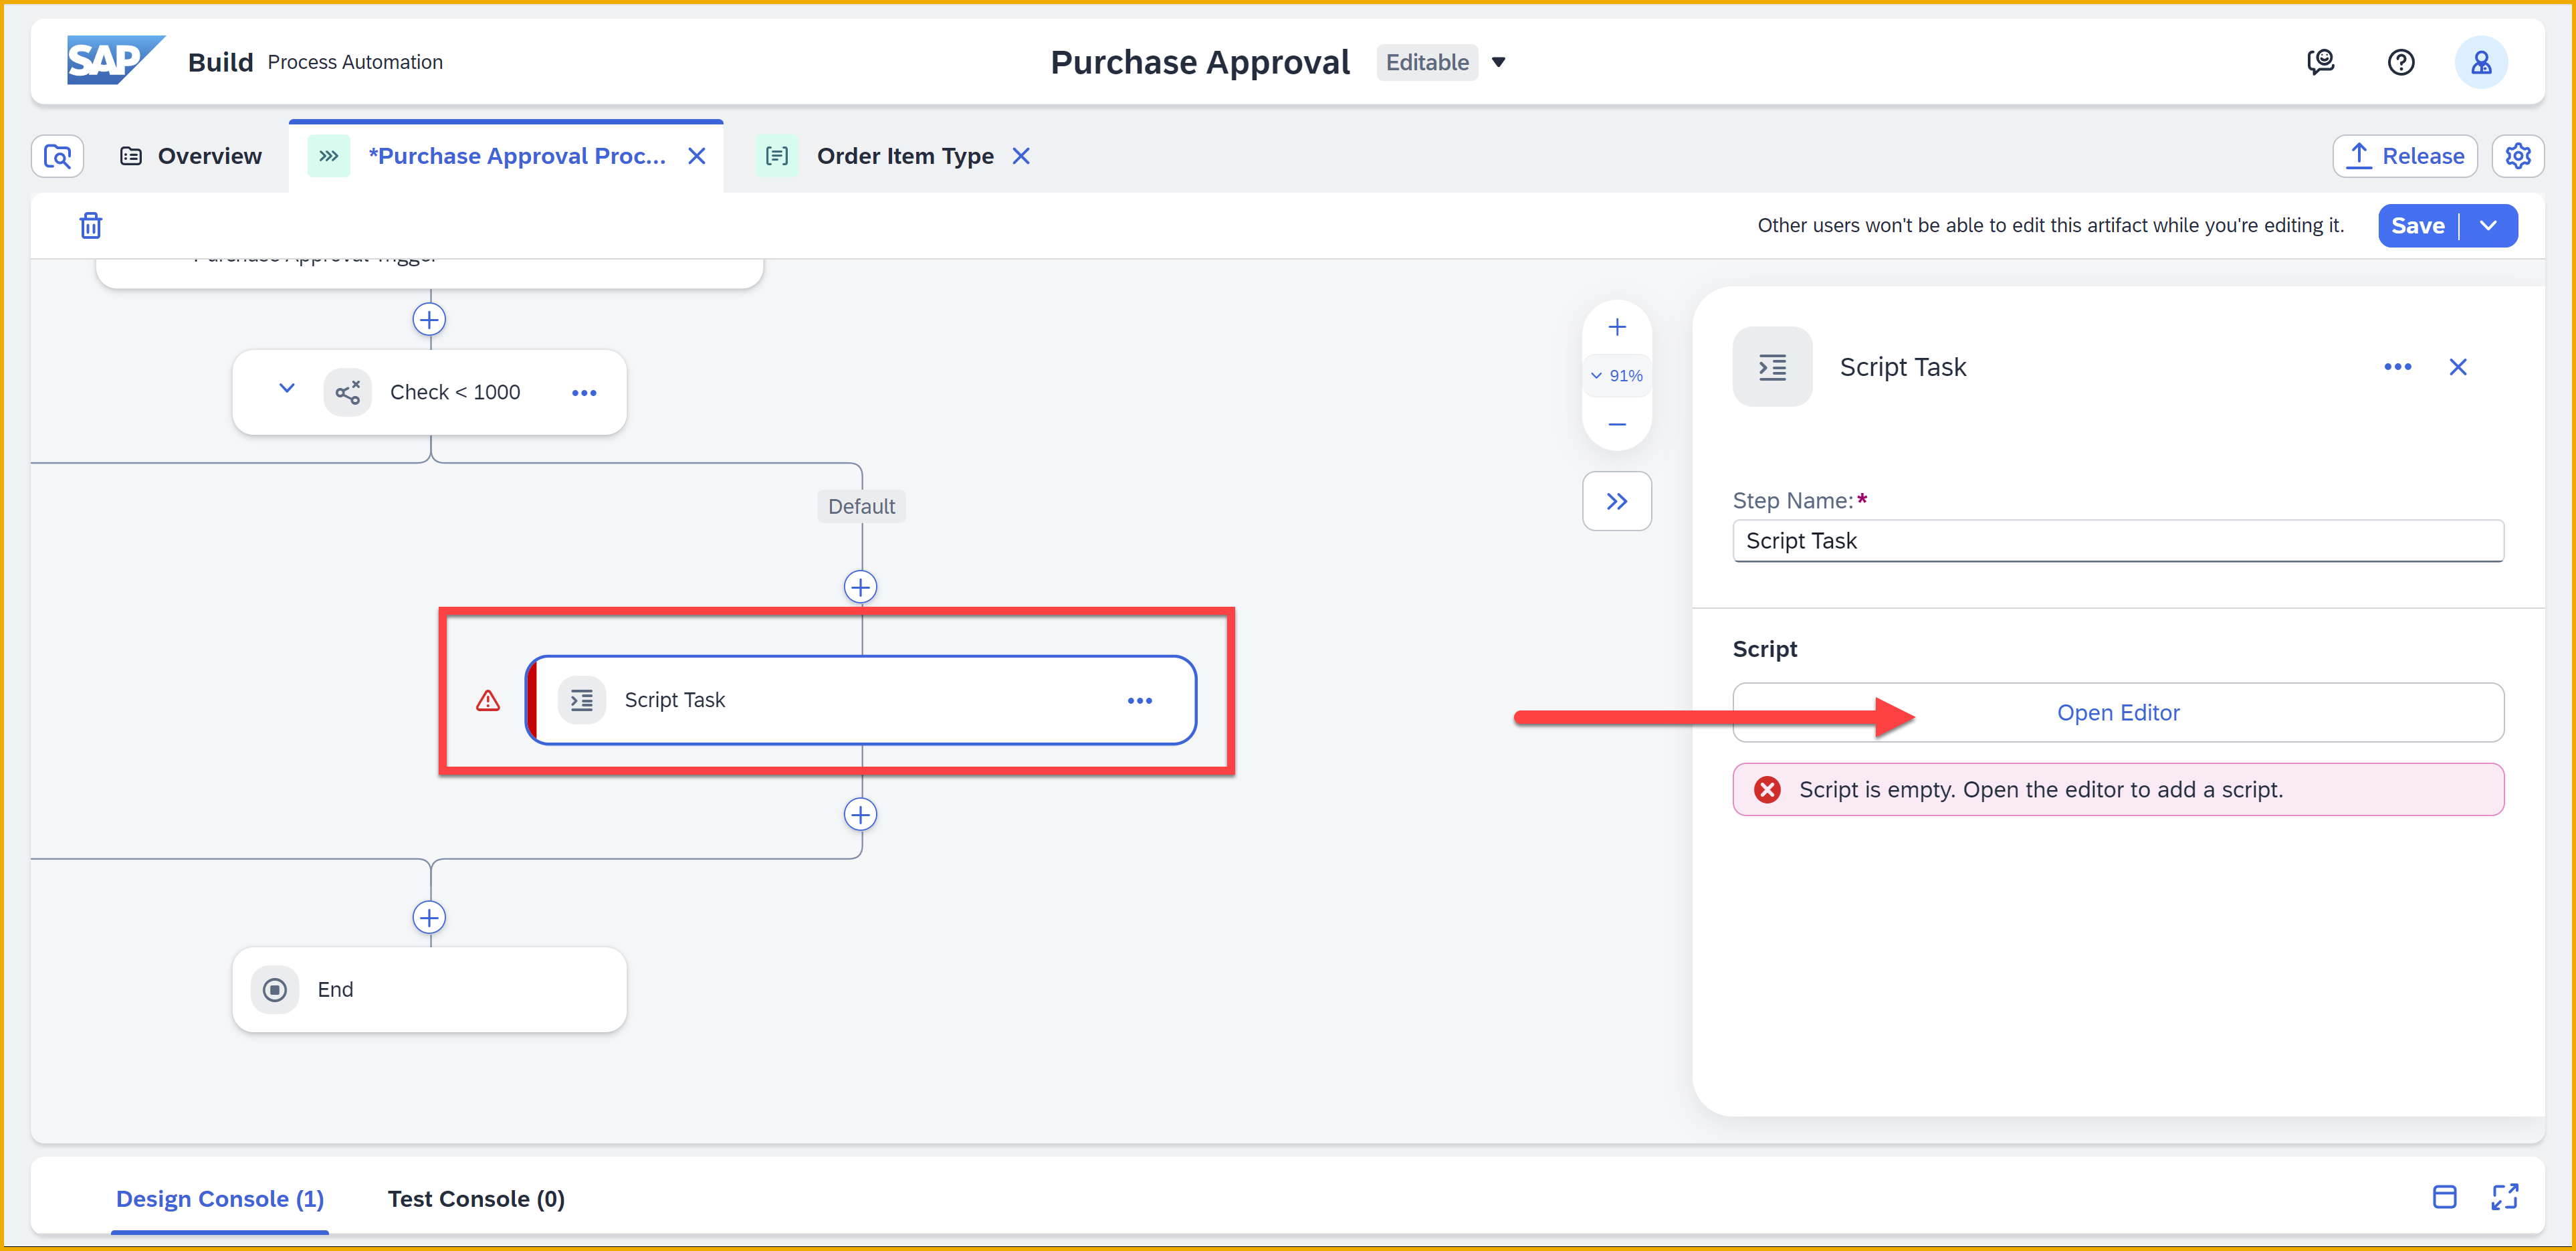 SAP Build Process Automation
Purchase Approval Editable
Overview
*Purchase Approval Proc...
Order Item Type
Release
Other users won't be able to edit this artifact while you're editing it.
Save
Purchase Approval Trigger
Check < 1000
Default
Script Task
End
91%
Script Task
Step Name:*
Script Task
Script
Open Editor
Script is empty. Open the editor to add a script.
Design Console (1)
Test Console (0)